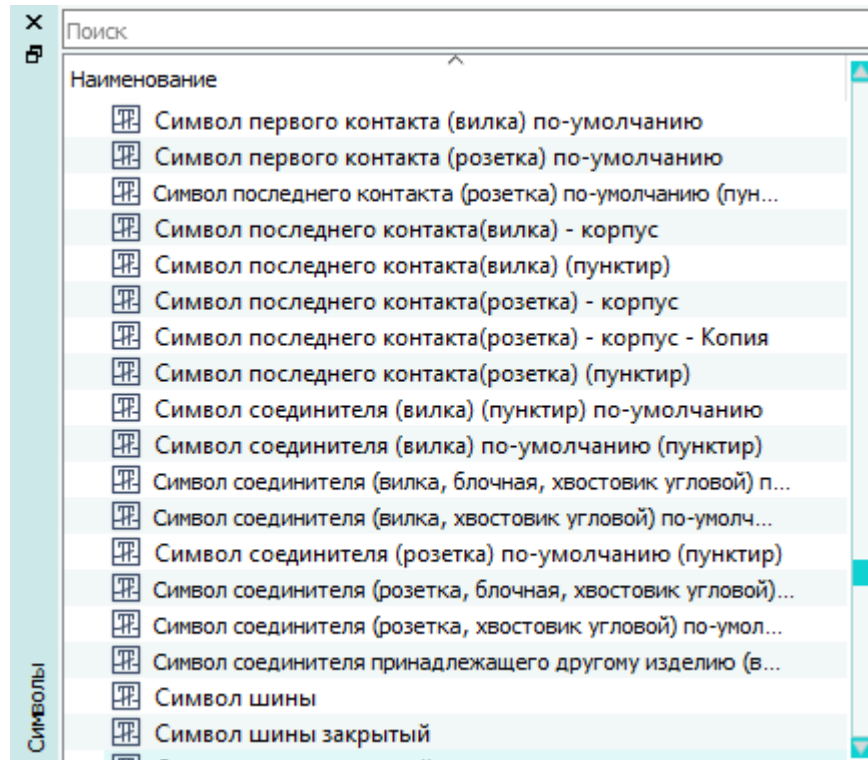 Поиск
Наименование
Символ первого контакта (вилка) по-умолчанию
Символ первого контакта (розетка) по-умолчанию
Символ последнего контакта (розетка) по-умолчанию (пун...
Символ последнего контакта(вилка) - корпус
Символ последнего контакта(вилка) (пунктир)
Символ последнего контакта(розетка) - корпус
Символ последнего контакта(розетка) - корпус - Копия
Символ последнего контакта(розетка) (пунктир)
Символ соединителя (вилка) (пунктир) по-умолчанию
Символ соединителя (вилка) по-умолчанию (пунктир)
Символ соединителя (вилка, блочная, хвостовик угловой) п...
Символ соединителя (вилка, хвостовик угловой) по-умолч...
Символ соединителя (розетка) по-умолчанию (пунктир)
Символ соединителя (розетка, блочная, хвостовик угловой)...
Символ соединителя (розетка, хвостовик угловой) по-умол...
Символ соединителя принадлежащего другому изделию (в...
Символ шины
Символ шины закрытый
Символы